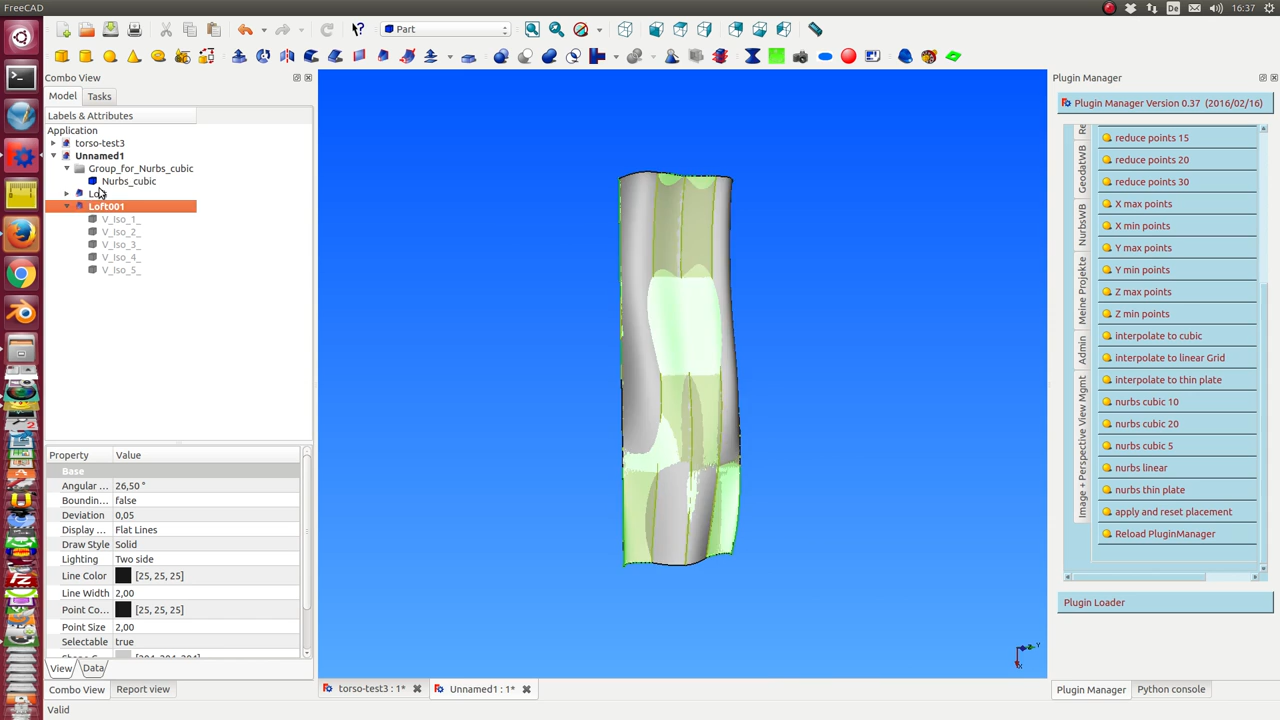 FreeCAD
De
16:37
Part
Combo View
Model
Tasks
Labels & Attributes
Application
torso-test3
Unnamed1
Group_for_Nurbs_cubic
Nurbs_cubic
Loft001
V_Iso_1_
V_Iso_2_
V_Iso_3_
V_Iso_4_
V_Iso_5_
Property
Value
Base
Angular ...
26,50 °
Boundin...
false
Deviation
0,05
Display ...
Flat Lines
Draw Style
Solid
Lighting
Two side
Line Color
[25, 25, 25]
Line Width
2,00
Point Co...
[25, 25, 25]
Point Size
2,00
Selectable
true
View
Data
Combo View
Report view
Valid
torso-test3 : 1*
Unnamed1 : 1*
Plugin Manager
Plugin Manager Version 0.37 (2016/02/16)
GeodatWB
NurbsWB
Meine Projekte
Admin
Image + Perspective View Mgmt
reduce points 15
reduce points 20
reduce points 30
X max points
X min points
Y max points
Y min points
Z max points
Z min points
interpolate to cubic
interpolate to linear Grid
interpolate to thin plate
nurbs cubic 10
nurbs cubic 20
nurbs cubic 5
nurbs linear
nurbs thin plate
apply and reset placement
Reload PluginManager
Plugin Loader
Plugin Manager
Python console